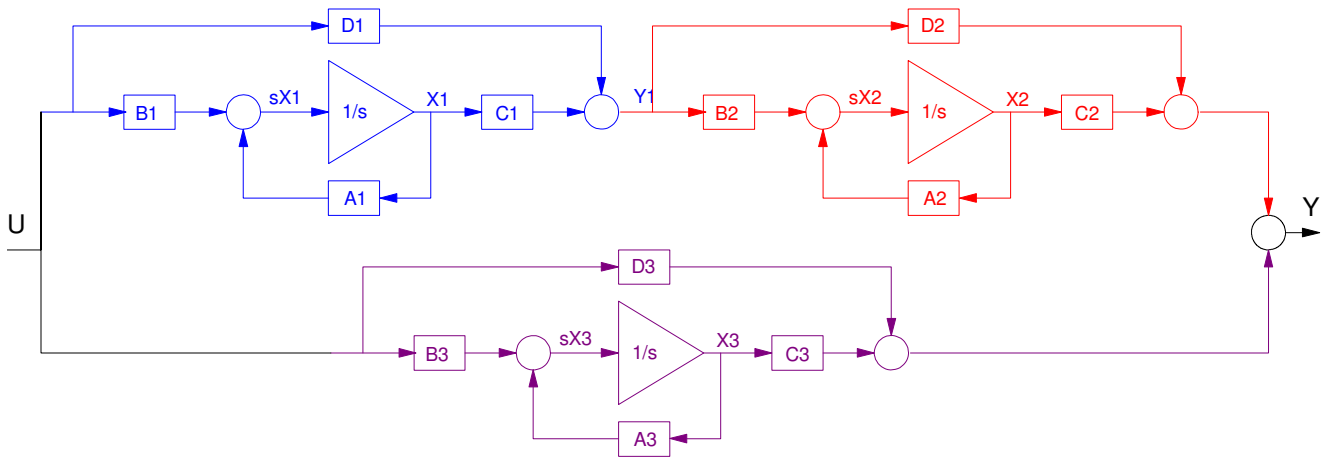 D1
D2
B1
sX1
1/s
X1
C1
Y1
B2
sX2
1/s
X2
C2
A1
A2
U
Y
D3
B3
sX3
1/s
X3
C3
A3